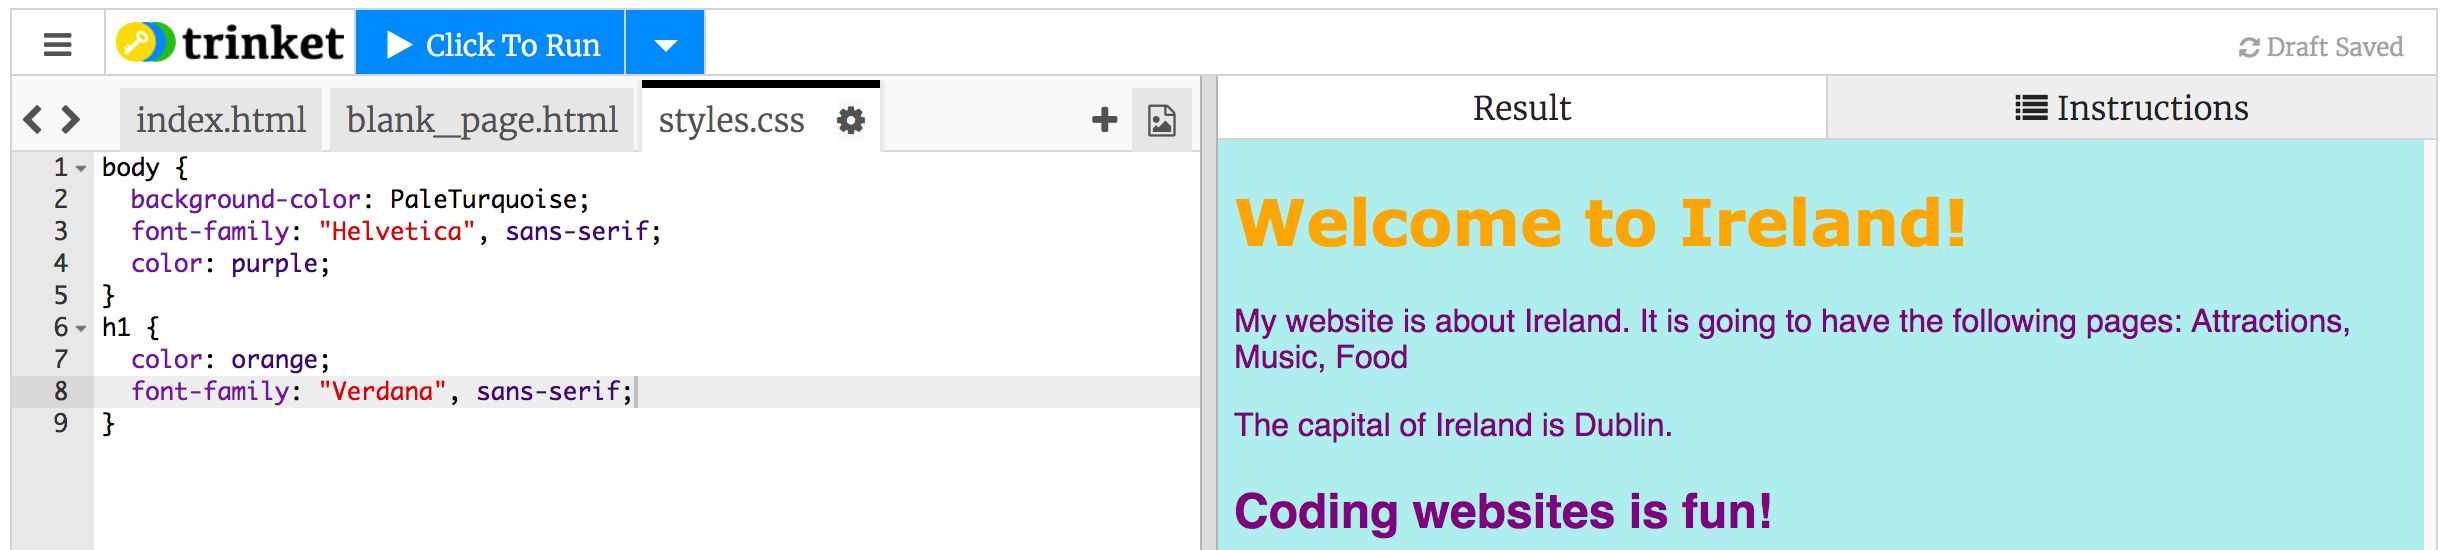 trinket Click To Run Draft Saved
index.html blank_page.html styles.css
Result Instructions
1 body {
2 background-color: PaleTurquoise;
3 font-family: "Helvetica", sans-serif;
4 color: purple;
5 }
6 h1 {
7 color: orange;
8 font-family: "Verdana", sans-serif;
9 }
Welcome to Ireland!
My website is about Ireland. It is going to have the following pages: Attractions,
Music, Food
The capital of Ireland is Dublin.
Coding websites is fun!